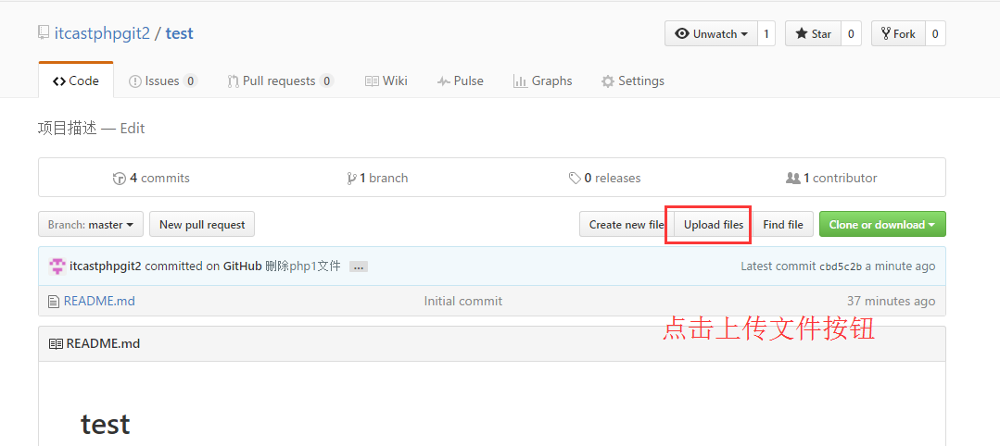 itcastphpgit2 / test Unwatch 1 Star 0 Fork 0
Code Issues 0 Pull requests 0 Wiki Pulse Graphs Settings
项目描述 — Edit
4 commits 1 branch 0 releases 1 contributor
Branch: master New pull request Create new file Upload files Find file Clone or download
itcastphpgit2 committed on GitHub 删除php1文件 ... Latest commit cbd5c2b a minute ago
README.md Initial commit 37 minutes ago
点击上传文件按钮
README.md
test